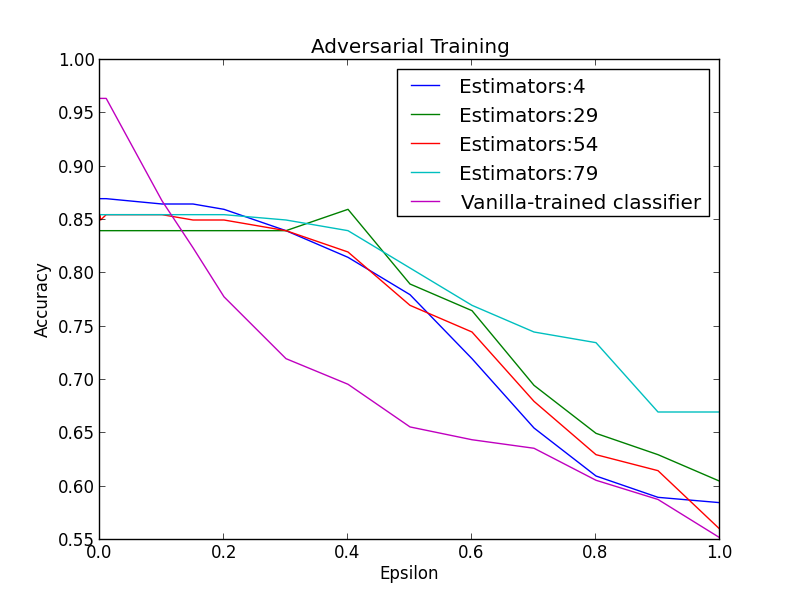 Adversarial Training
1.00
0.95
0.90
0.85
0.80
0.75
0.70
0.65
0.60
0.55
Accuracy
Estimators:4
Estimators:29
Estimators:54
Estimators:79
Vanilla-trained classifier
0.0 0.2 0.4 0.6 0.8 1.0
Epsilon